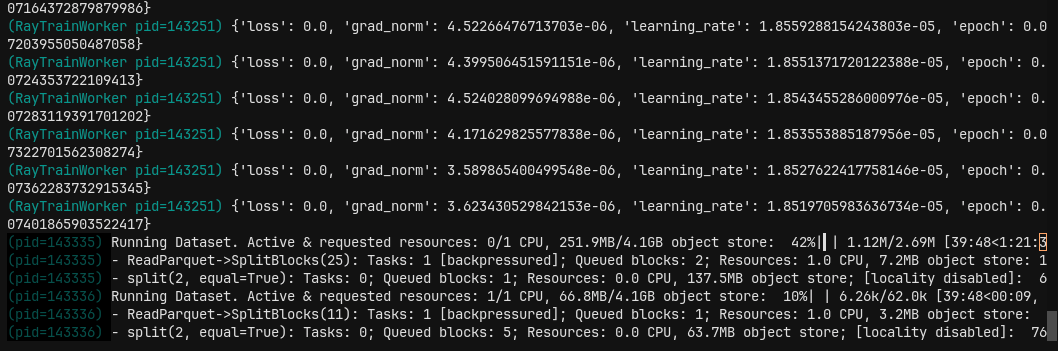 07164372879879986}
(RayTrainWorker pid=143251) {'loss': 0.0, 'grad_norm': 4.52266476713703e-06, 'learning_rate': 1.8559288154243803e-05, 'epoch': 0.0
7203955050487058}
(RayTrainWorker pid=143251) {'loss': 0.0, 'grad_norm': 4.399506451591151e-06, 'learning_rate': 1.8551371720122388e-05, 'epoch': 0.
0724353722109413}
(RayTrainWorker pid=143251) {'loss': 0.0, 'grad_norm': 4.524028099694988e-06, 'learning_rate': 1.8543455286000976e-05, 'epoch': 0.
07283119391701202}
(RayTrainWorker pid=143251) {'loss': 0.0, 'grad_norm': 4.171629825577838e-06, 'learning_rate': 1.853553885187956e-05, 'epoch': 0.0
7322701562308274}
(RayTrainWorker pid=143251) {'loss': 0.0, 'grad_norm': 3.589865400499548e-06, 'learning_rate': 1.8527622417758146e-05, 'epoch': 0.
07362283732915345}
(RayTrainWorker pid=143251) {'loss': 0.0, 'grad_norm': 3.623430529842153e-06, 'learning_rate': 1.8519705983636734e-05, 'epoch': 0.
07401865903522417}
(pid=143335) Running Dataset. Active & requested resources: 0/1 CPU, 251.9MB/4.1GB object store:  42%|▍| 1.12M/2.69M [39:48<1:21:3
(pid=143335) - ReadParquet->SplitBlocks(25): Tasks: 1 [backpressured]; Queued blocks: 2; Resources: 1.0 CPU, 7.2MB object store: 1
(pid=143335) - split(2, equal=True): Tasks: 0; Queued blocks: 1; Resources: 0.0 CPU, 137.5MB object store; [locality disabled]:  6
(pid=143336) Running Dataset. Active & requested resources: 1/1 CPU, 66.8MB/4.1GB object store:  10%| | 6.26k/62.0k [39:48<00:09,
(pid=143336) - ReadParquet->SplitBlocks(11): Tasks: 1 [backpressured]; Queued blocks: 1; Resources: 1.0 CPU, 3.2MB object store:
(pid=143336) - split(2, equal=True): Tasks: 0; Queued blocks: 5; Resources: 0.0 CPU, 63.7MB object store; [locality disabled]:  76